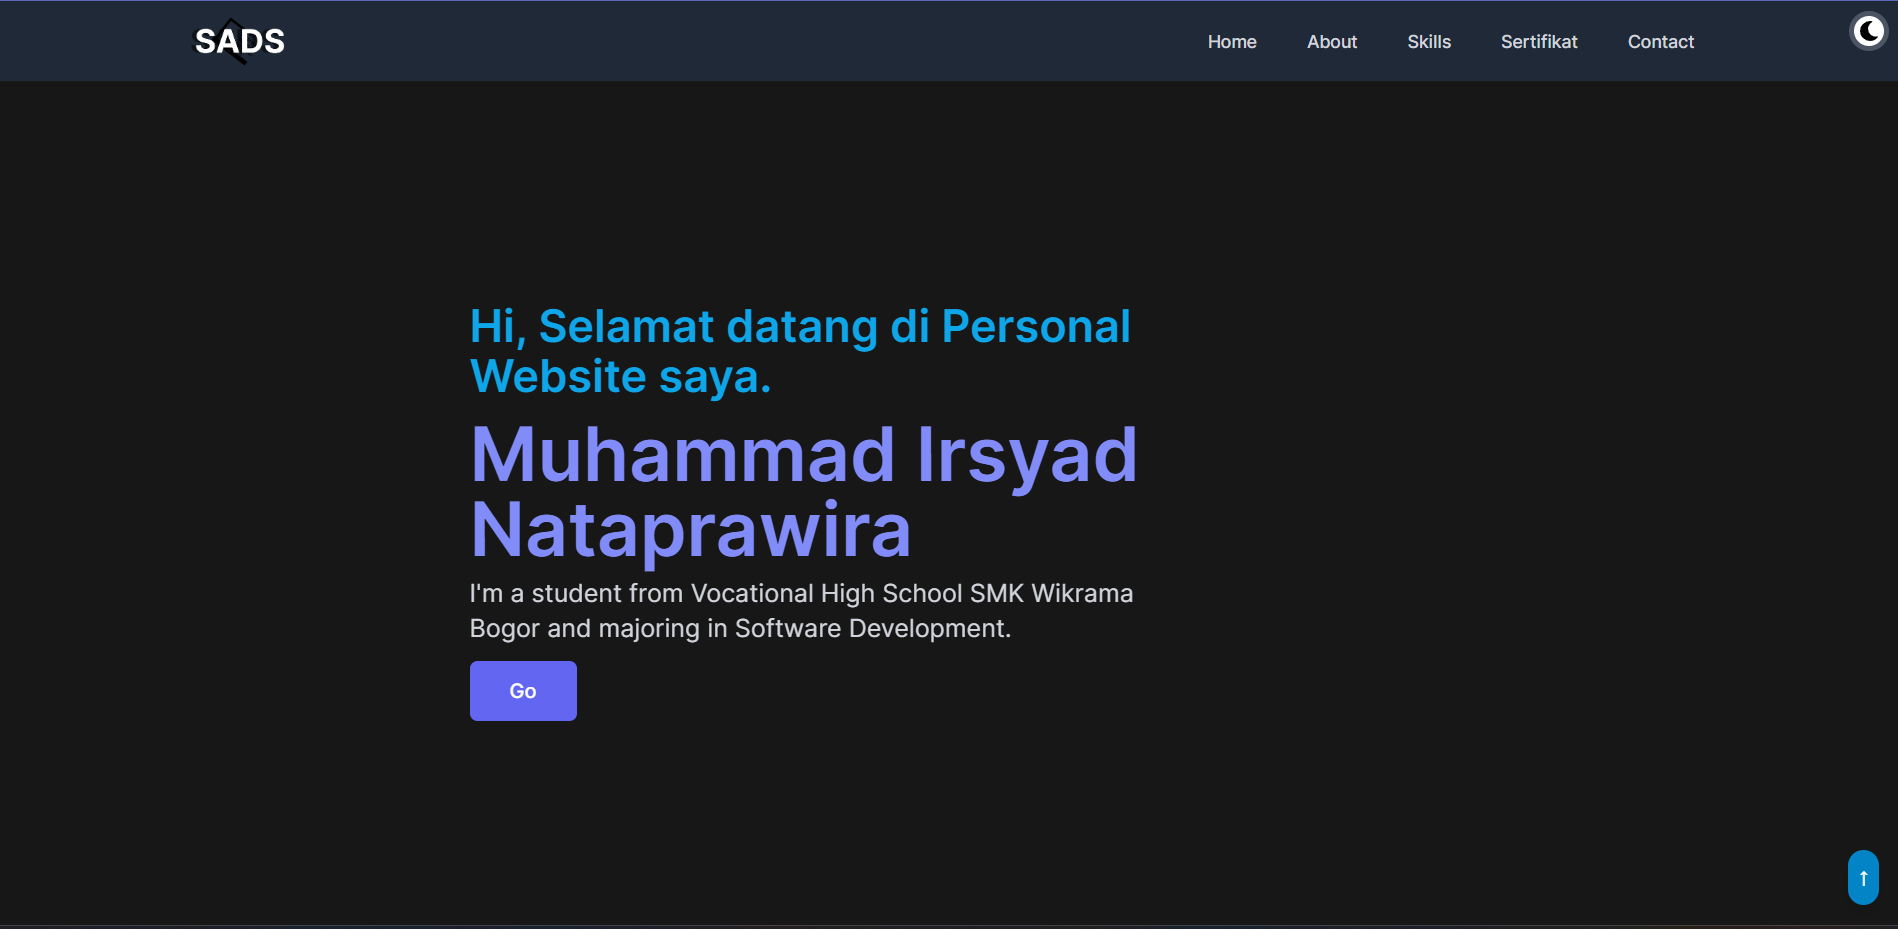 SADS
Home
About
Skills
Sertifikat
Contact
Hi, Selamat datang di Personal
Website saya.
Muhammad Irsyad
Nataprawira
I'm a student from Vocational High School SMK Wikrama
Bogor and majoring in Software Development.
Go
↑